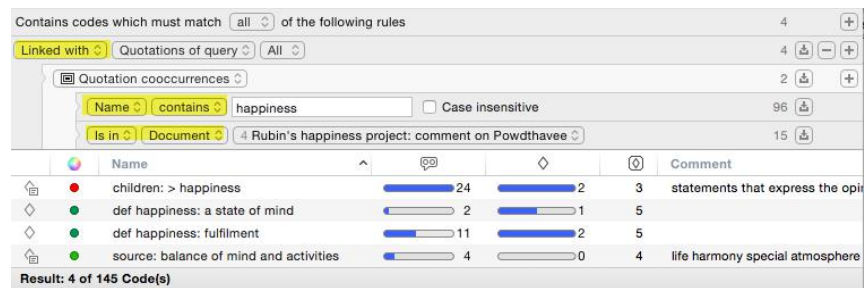 Contains codes which must match all of the following rules 4
Linked with Quotations of query All 4
Quotation cooccurrences 2
Name contains happiness Case insensitive 96
Is in Document 4 Rubin's happiness project: comment on Powdthavee 15
Name Comment
children: > happiness 24 2 3 statements that express the opi
def happiness: a state of mind 2 1 5
def happiness: fulfilment 11 2 5
source: balance of mind and activities 4 0 4 life harmony special atmosphere
Result: 4 of 145 Code(s)